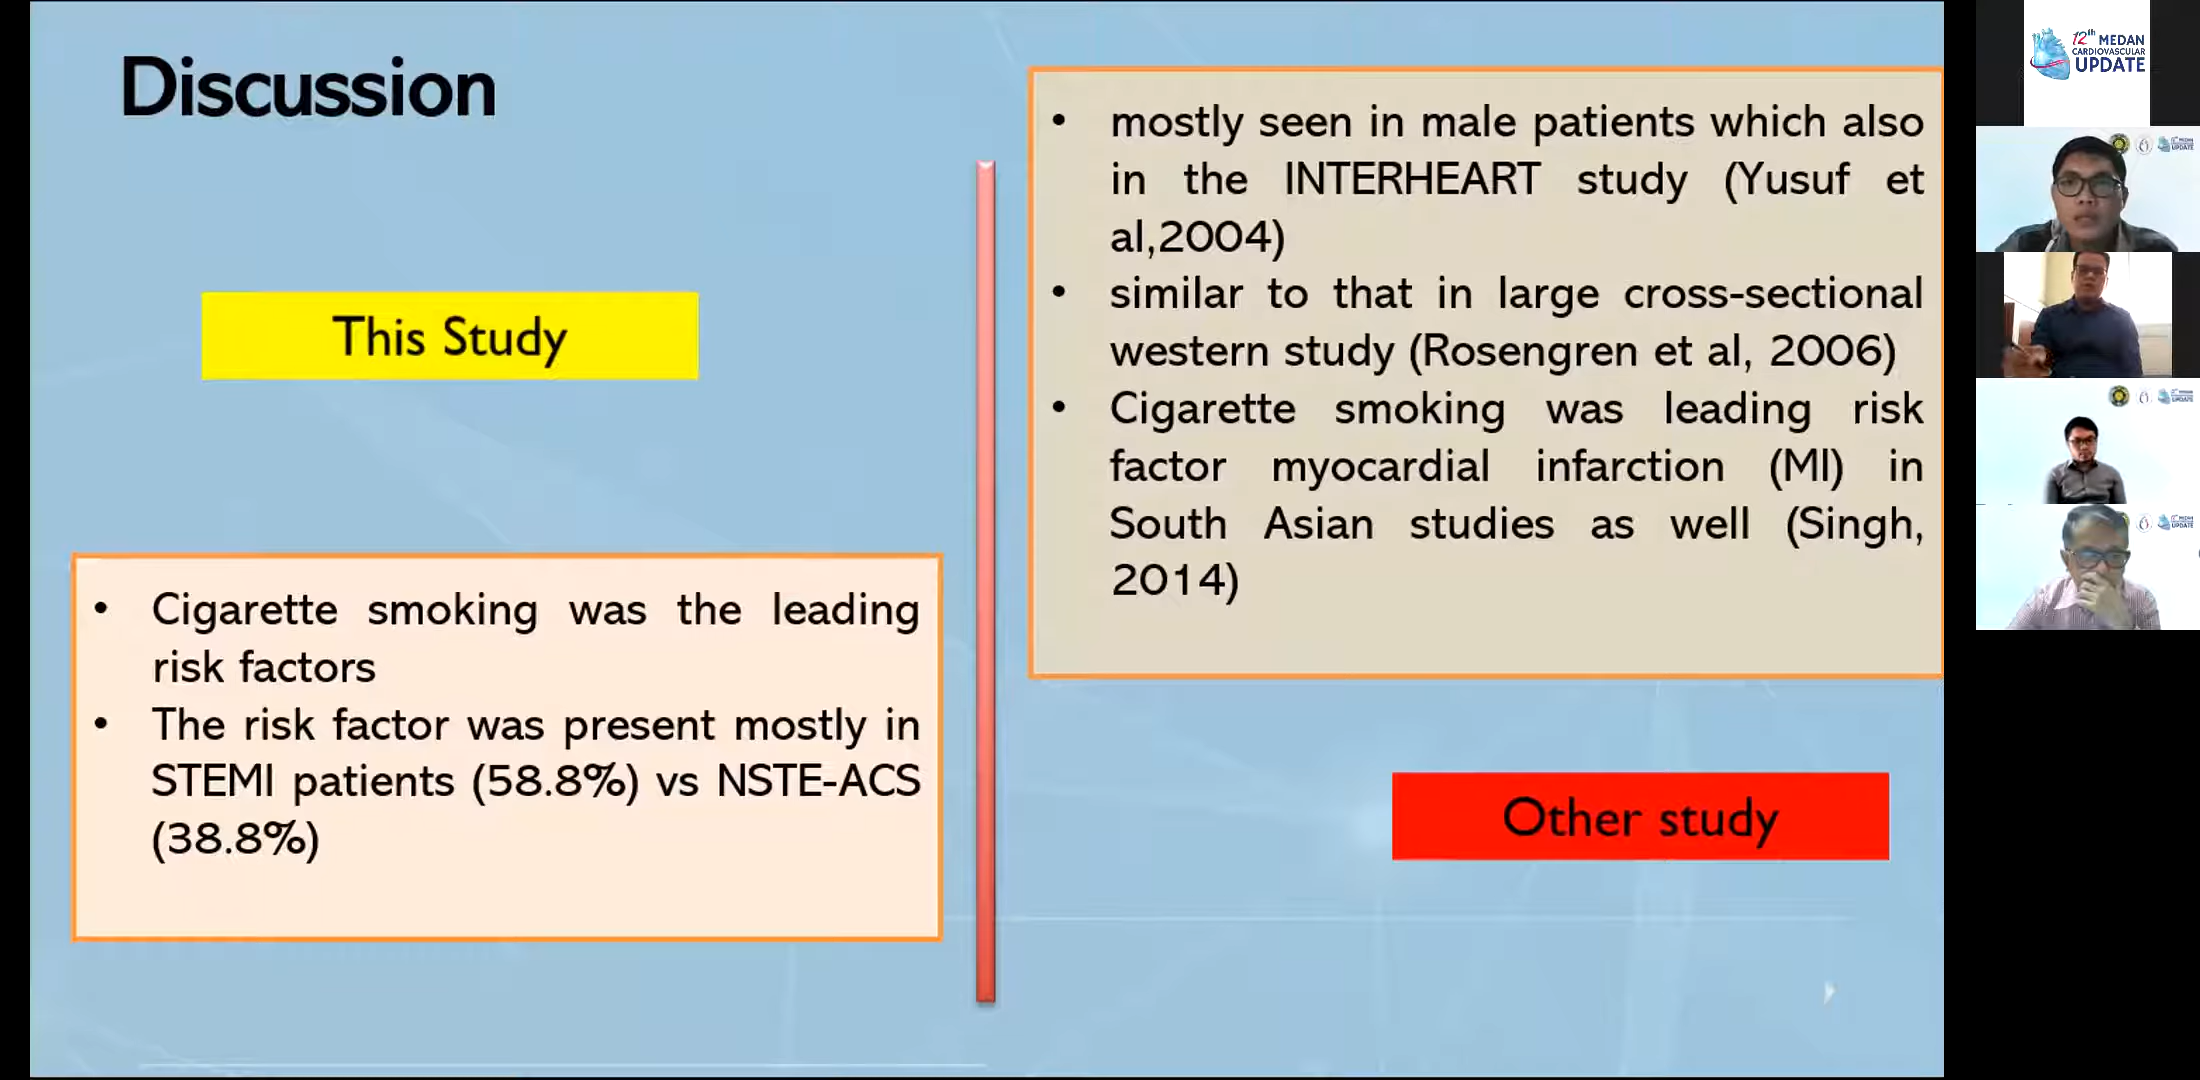 Discussion
This Study
• Cigarette smoking was the leading
risk factors
• The risk factor was present mostly in
STEMI patients (58.8%) vs NSTE-ACS
(38.8%)
• mostly seen in male patients which also
in the INTERHEART study (Yusuf et
al,2004)
• similar to that in large cross-sectional
western study (Rosengren et al, 2006)
• Cigarette smoking was leading risk
factor myocardial infarction (MI) in
South Asian studies as well (Singh,
2014)
Other study
12th MEDAN
CARDIOVASCULAR
UPDATE